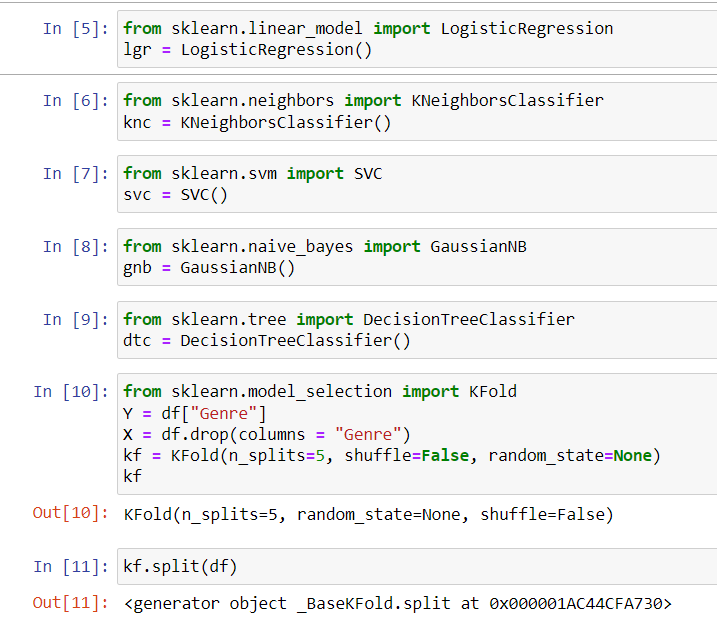 In [5]: from sklearn.linear_model import LogisticRegression
lgr = LogisticRegression()
In [6]: from sklearn.neighbors import KNeighborsClassifier
knc = KNeighborsClassifier()
In [7]: from sklearn.svm import SVC
svc = SVC()
In [8]: from sklearn.naive_bayes import GaussianNB
gnb = GaussianNB()
In [9]: from sklearn.tree import DecisionTreeClassifier
dtc = DecisionTreeClassifier()
In [10]: from sklearn.model_selection import KFold
Y = df["Genre"]
X = df.drop(columns = "Genre")
kf = KFold(n_splits=5, shuffle=False, random_state=None)
kf
Out[10]: KFold(n_splits=5, random_state=None, shuffle=False)
In [11]: kf.split(df)
Out[11]: <generator object _BaseKFold.split at 0x000001AC44CFA730>